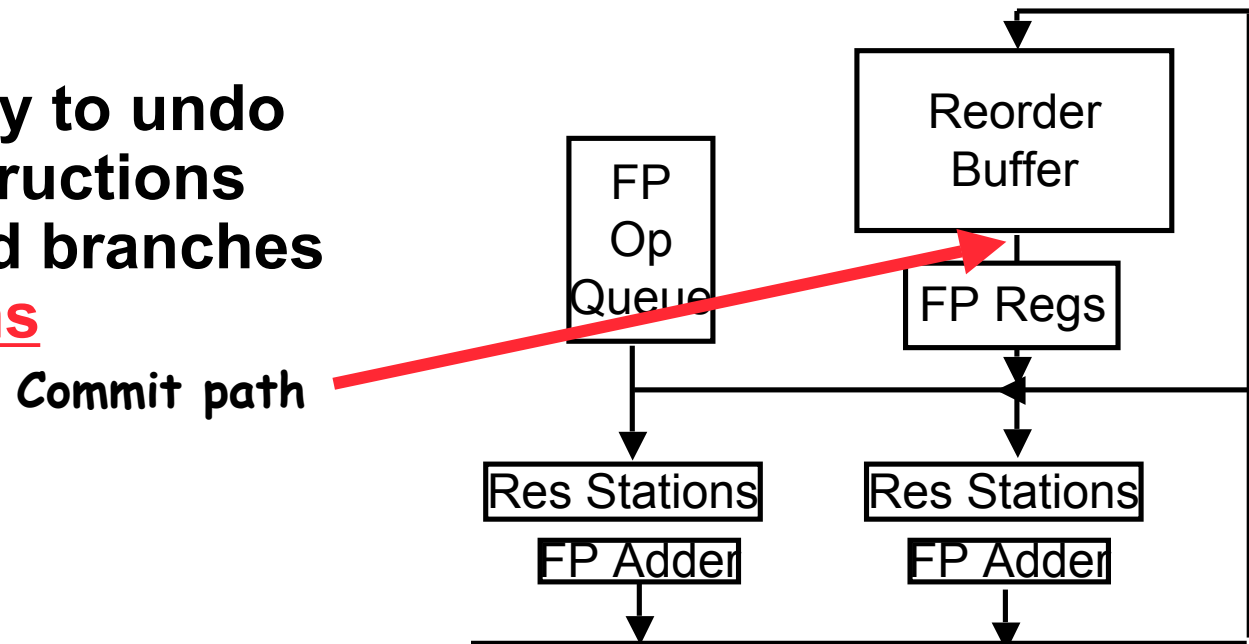 y to undo
ructions
d branches
ns
Commit path
FP
Op
Queue
Reorder
Buffer
FP Regs
Res Stations
Res Stations
FP Adder
FP Adder